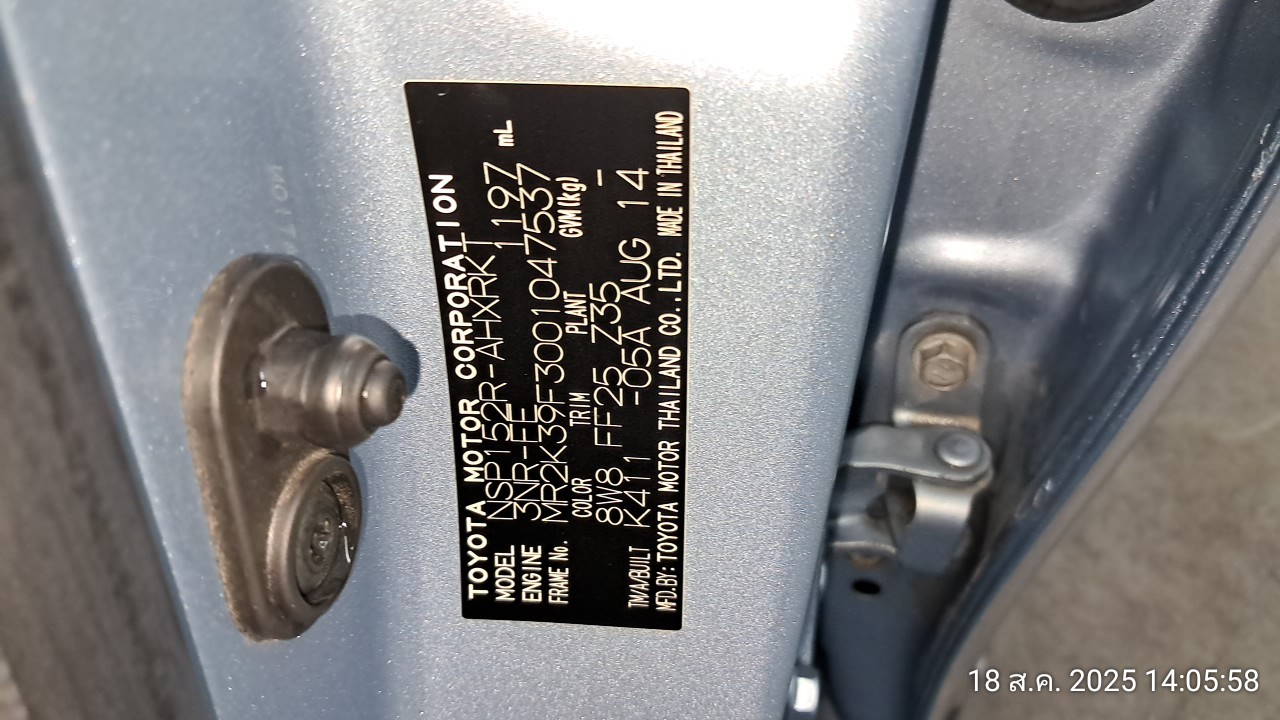 TOYOTA MOTOR CORPORATION
MODEL NSP152R-AHXRKT
ENGINE 3NR-FE 1197 mL
FRAME No. MR2K39F3001047537
COLOR TRIM PLANT GVM(kg)
8W8 FF25 Z35 -
TM/A/BUILT K411 -05A AUG 14
MFD.BY: TOYOTA MOTOR THAILAND CO.,LTD. MADE IN THAILAND
18 ส.ค. 2025 14:05:58